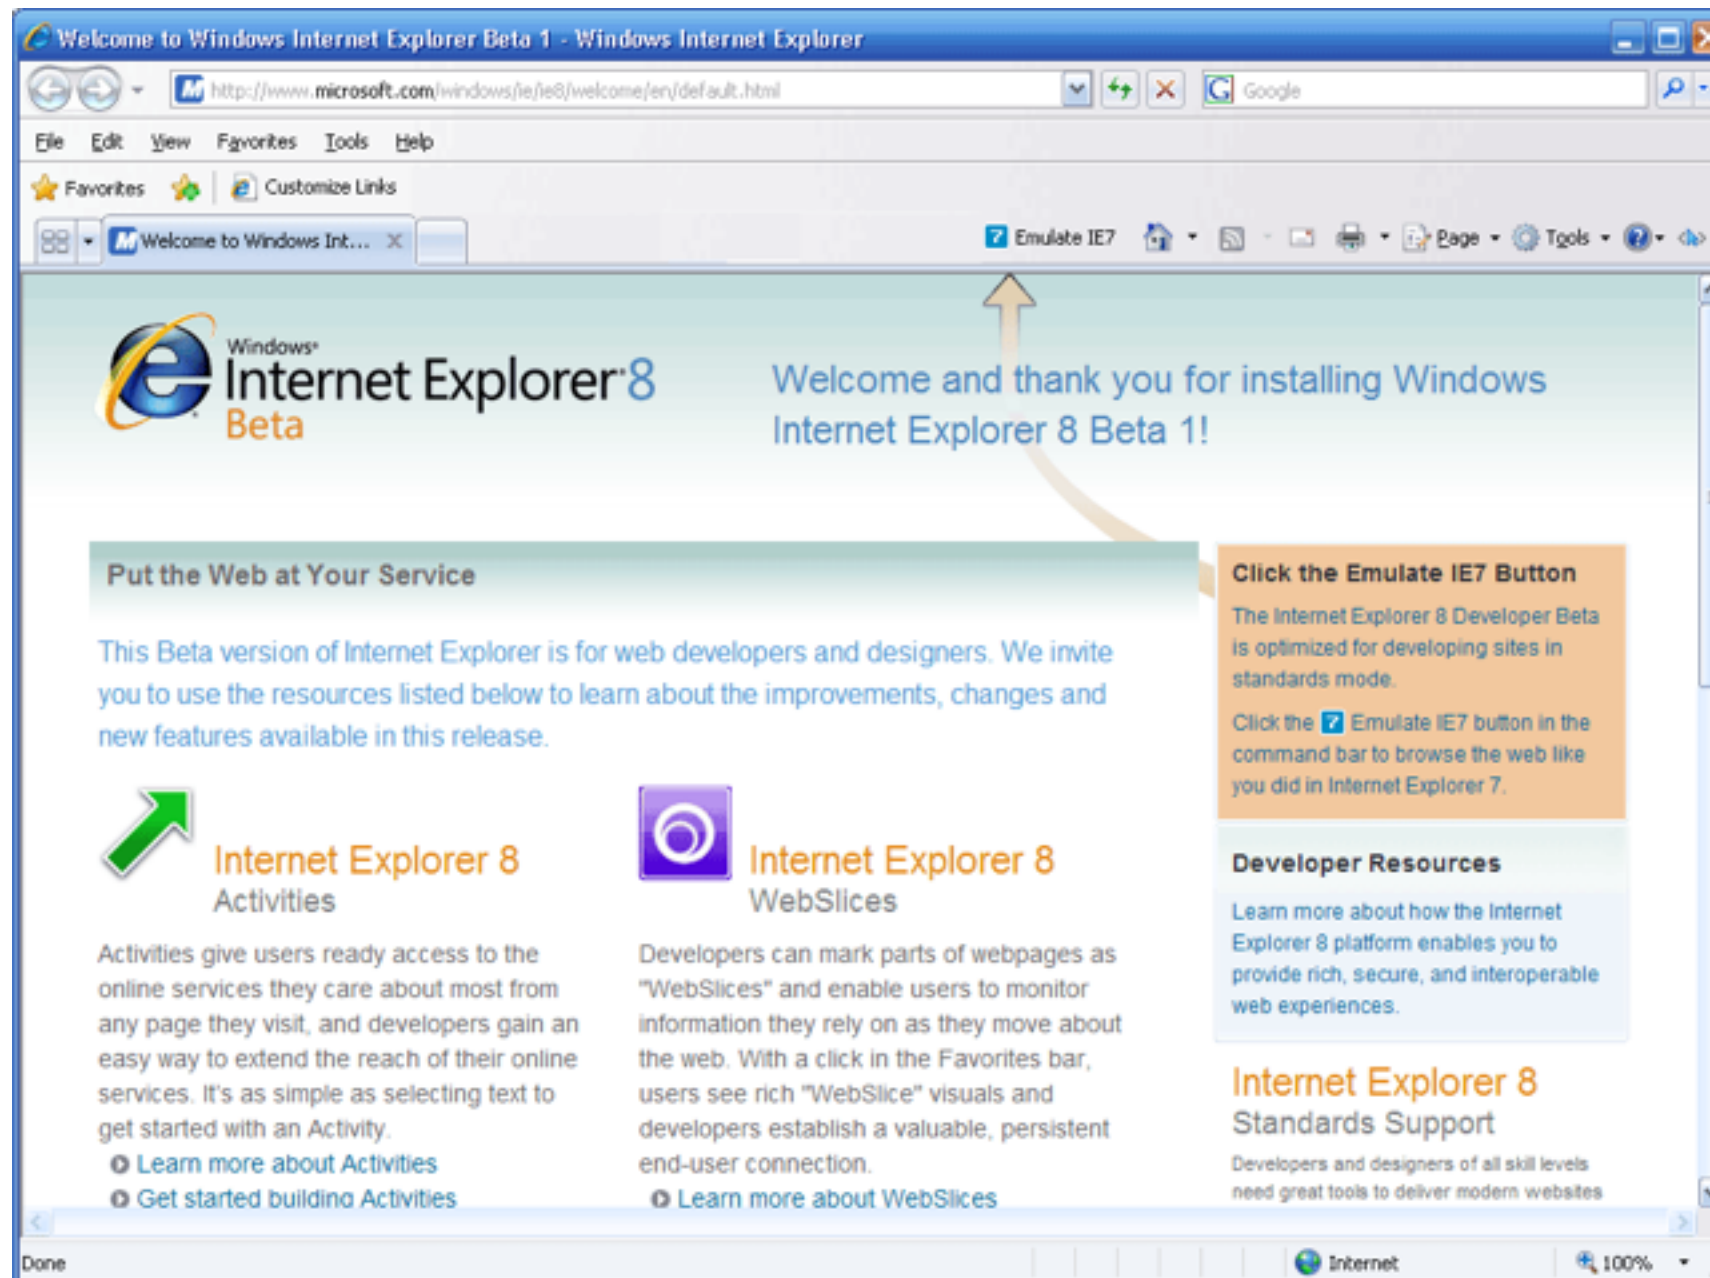 Welcome to Windows Internet Explorer Beta 1 - Windows Internet Explorer
http://www.microsoft.com/windows/ie/ie8/welcome/en/default.html
Google
File Edit View Favorites Tools Help
Favorites Customize Links
Welcome to Windows Int... Emulate IE7 Page Tools
Windows
Internet Explorer 8
Beta
Welcome and thank you for installing Windows
Internet Explorer 8 Beta 1!
Put the Web at Your Service
This Beta version of Internet Explorer is for web developers and designers. We invite
you to use the resources listed below to learn about the improvements, changes and
new features available in this release.
Internet Explorer 8
Activities
Activities give users ready access to the
online services they care about most from
any page they visit, and developers gain an
easy way to extend the reach of their online
services. It's as simple as selecting text to
get started with an Activity.
Learn more about Activities
Get started building Activities
Internet Explorer 8
WebSlices
Developers can mark parts of webpages as
"WebSlices" and enable users to monitor
information they rely on as they move about
the web. With a click in the Favorites bar,
users see rich "WebSlice" visuals and
developers establish a valuable, persistent
end-user connection.
Learn more about WebSlices
Click the Emulate IE7 Button
The Internet Explorer 8 Developer Beta
is optimized for developing sites in
standards mode.
Click the 7 Emulate IE7 button in the
command bar to browse the web like
you did in Internet Explorer 7.
Developer Resources
Learn more about how the Internet
Explorer 8 platform enables you to
provide rich, secure, and interoperable
web experiences.
Internet Explorer 8
Standards Support
Developers and designers of all skill levels
need great tools to deliver modern websites
Done
Internet
100%